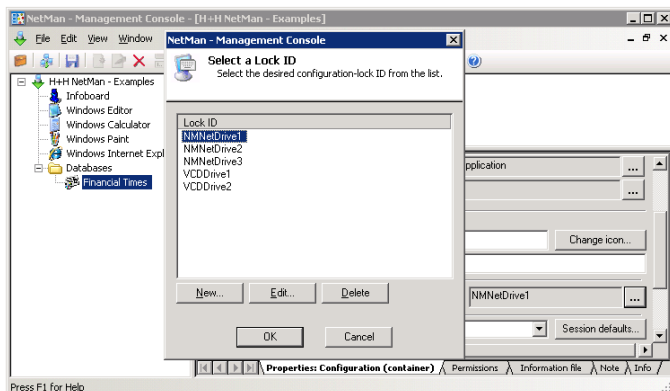 NetMan - Management Console - [H+H NetMan - Examples]
File Edit View Window
NetMan - Management Console
Select a Lock ID
Select the desired configuration-lock ID from the list.
H+H NetMan - Examples
Infoboard
Windows Editor
Windows Calculator
Windows Paint
Windows Internet Expl
Databases
Financial Times
Lock ID
NMNetDrive1
NMNetDrive2
NMNetDrive3
VCDDrive1
VCDDrive2
New... Edit... Delete
OK Cancel
pplication ...
...
Change icon...
NMNetDrive1 ...
Session defaults...
Properties: Configuration (container) Permissions Information file Note Info
Press F1 for Help